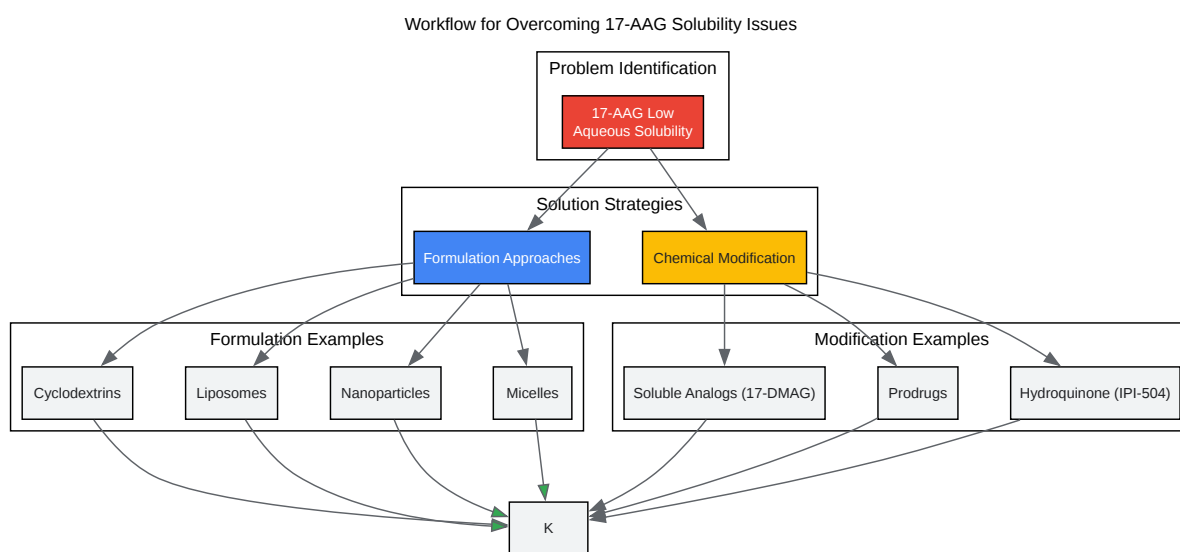 Workflow for Overcoming 17-AAG Solubility Issues
Problem Identification
17-AAG Low
Aqueous Solubility
Solution Strategies
Formulation Approaches
Chemical Modification
Formulation Examples
Modification Examples
Cyclodextrins
Liposomes
Nanoparticles
Micelles
Soluble Analogs (17-DMAG)
Prodrugs
Hydroquinone (IPI-504)
K